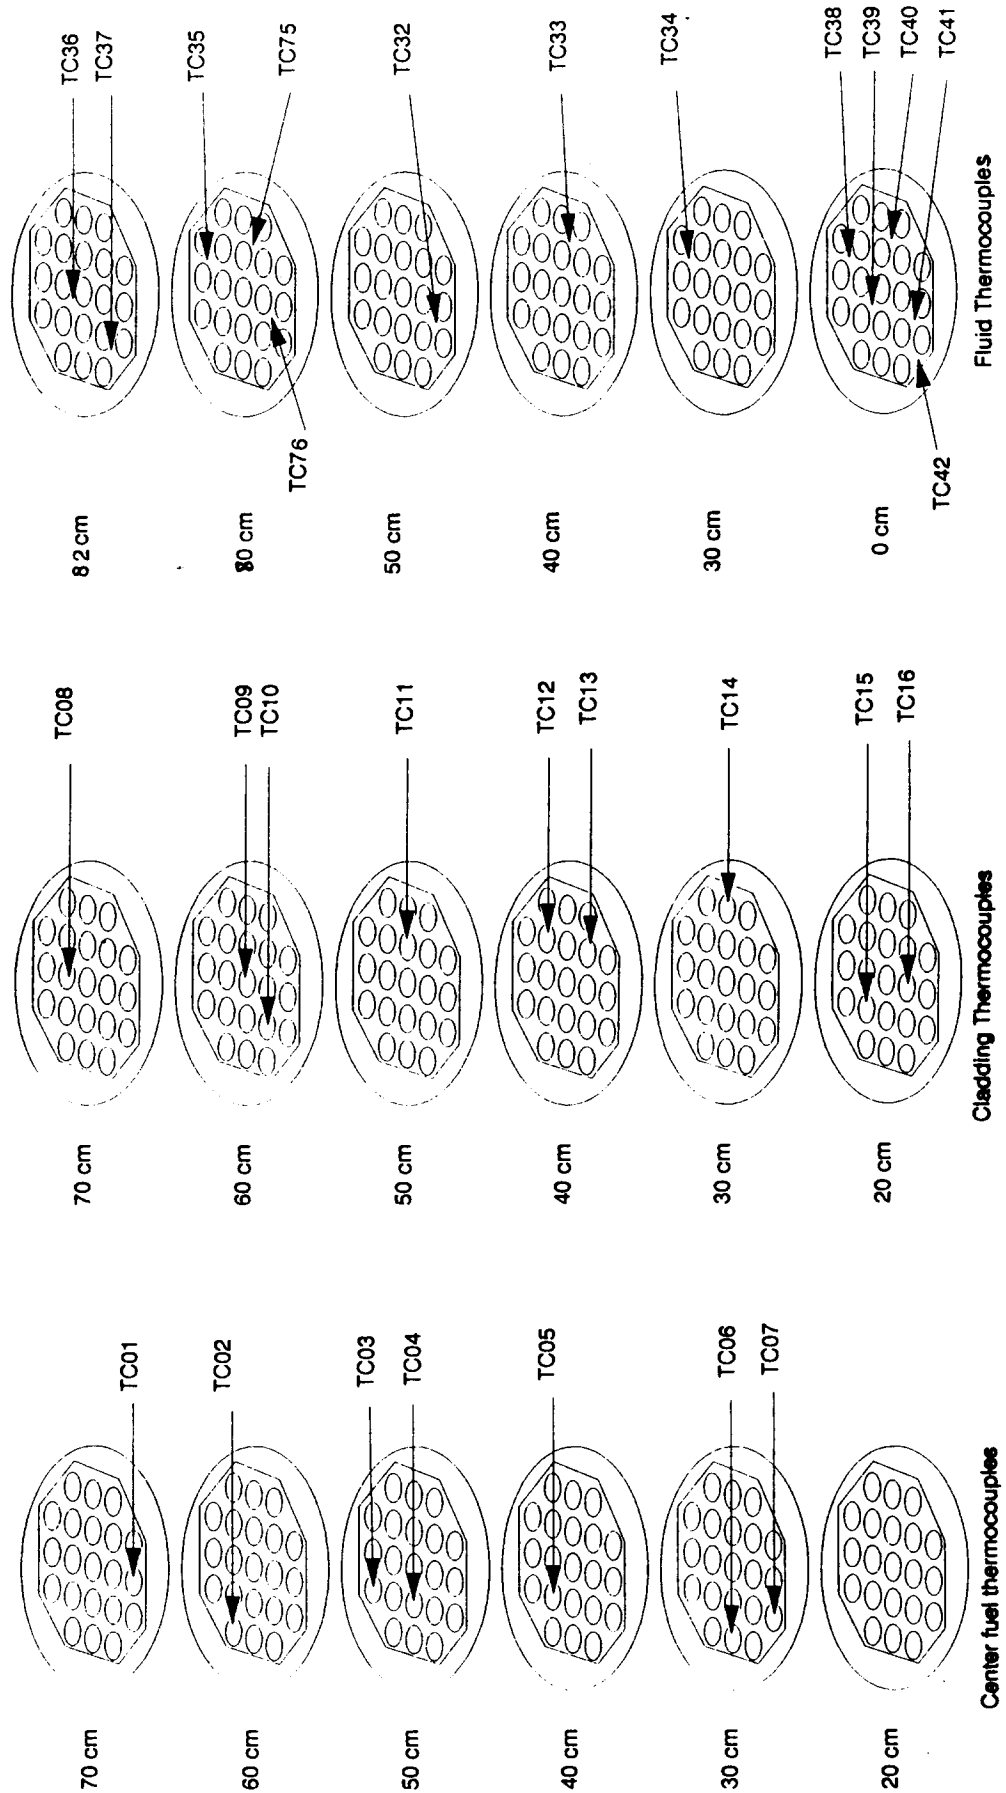 70 cm
TC01
60 cm
TC02
50 cm
TC03
TC04
40 cm
TC05
30 cm
TC06
TC07
20 cm
Center fuel thermocouples
70 cm
TC08
60 cm
TC09
TC10
50 cm
TC11
40 cm
TC12
TC13
30 cm
TC14
20 cm
TC15
TC16
Cladding Thermocouples
82 cm
TC36
TC37
80 cm
TC35
TC75
TC76
50 cm
TC32
40 cm
TC33
30 cm
TC34
0 cm
TC38
TC39
TC40
TC41
TC42
Fluid Thermocouples